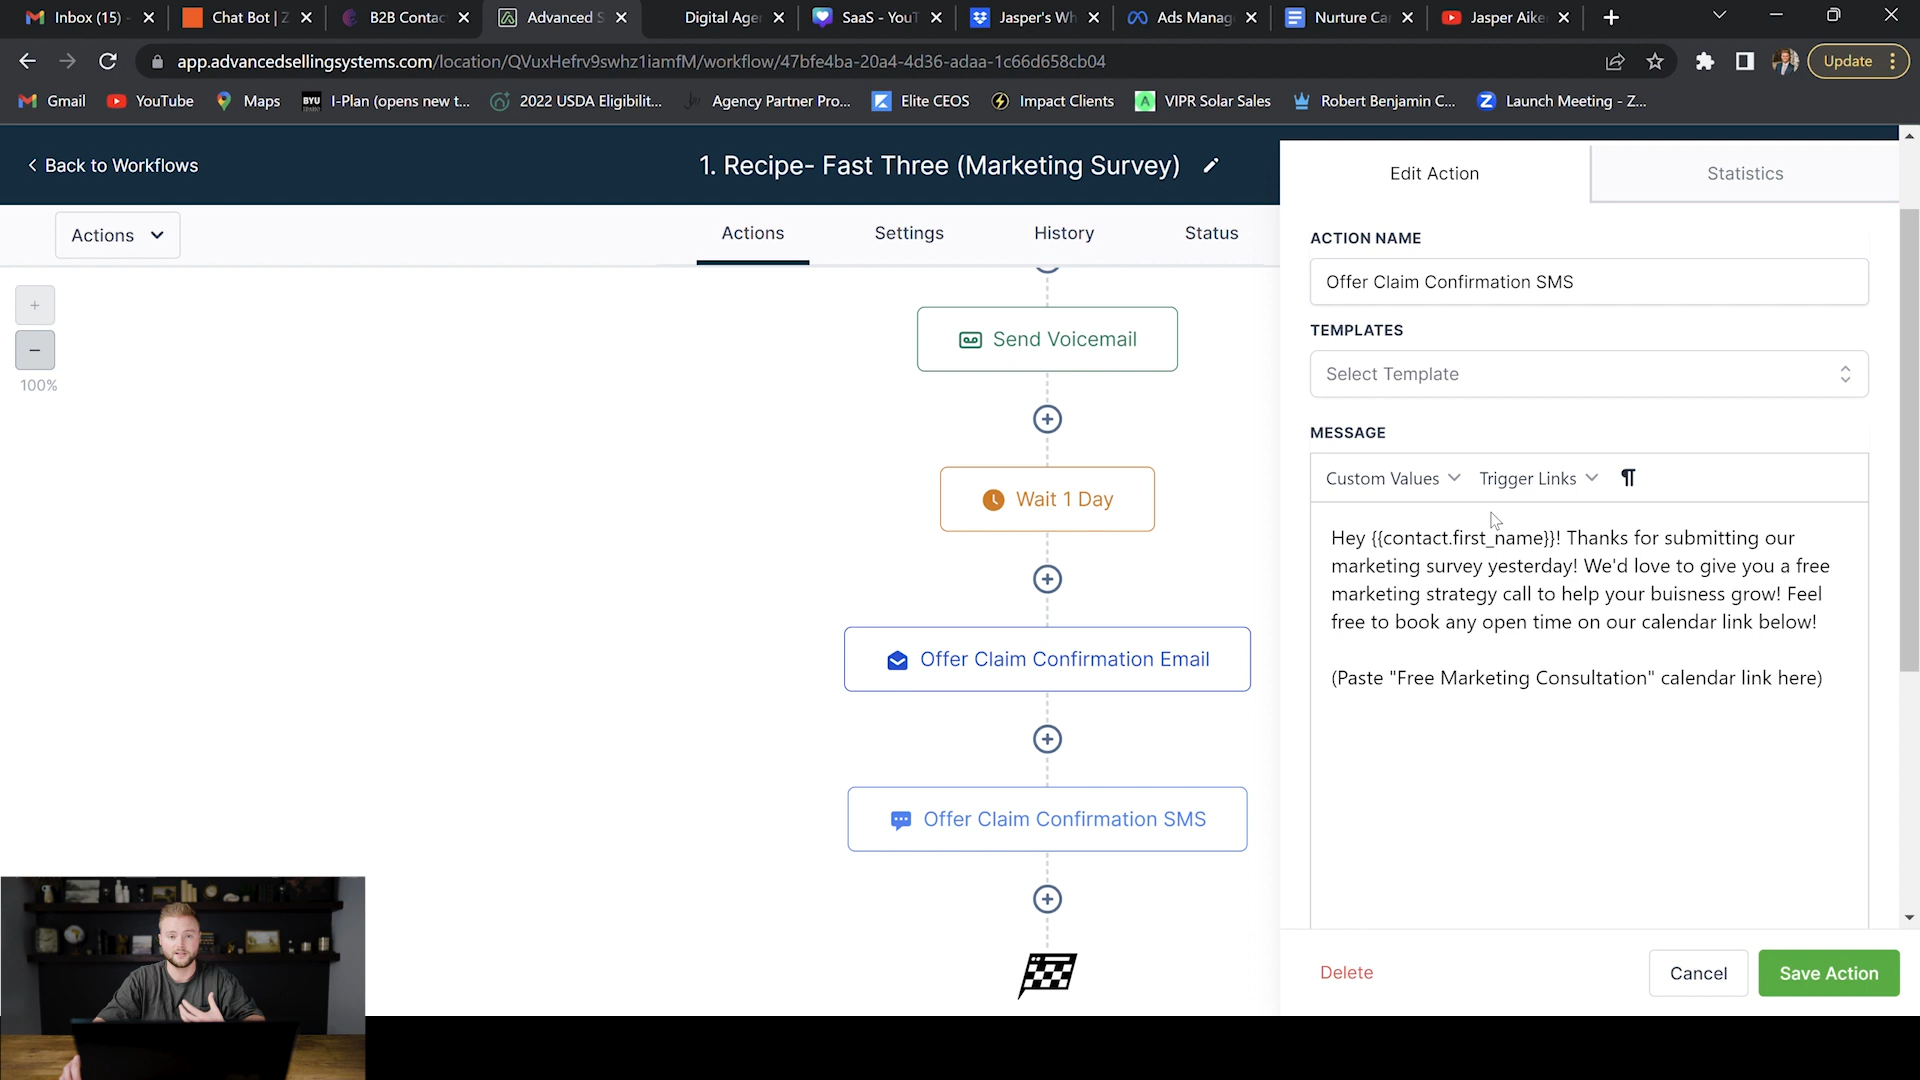 Inbox (15) -
Chat Bot | Z
B2B Contac
Advanced S
Digital Agen
SaaS - YouT
Jasper's Wh
Ads Manag
Nurture Ca
Jasper Aike
app.advancedsellingsystems.com/location/QVuxHefrv9swhz1iamfM/workflow/47bfe4ba-20a4-4d36-adaa-1c66d658cb04
Update
Gmail
YouTube
Maps
BYU
I-Plan (opens new t...
2022 USDA Eligibilit...
Agency Partner Pro...
Elite CEOS
Impact Clients
VIPR Solar Sales
Robert Benjamin C...
Launch Meeting - Z...
Back to Workflows
1. Recipe- Fast Three (Marketing Survey)
Actions
Actions
Settings
History
Status
100%
Send Voicemail
Wait 1 Day
Offer Claim Confirmation Email
Offer Claim Confirmation SMS
Edit Action
Statistics
ACTION NAME
Offer Claim Confirmation SMS
TEMPLATES
Select Template
MESSAGE
Custom Values
Trigger Links
¶
Hey {{contact.first_name}}! Thanks for submitting our
marketing survey yesterday! We'd love to give you a free
marketing strategy call to help your buisness grow! Feel
free to book any open time on our calendar link below!
(Paste "Free Marketing Consultation" calendar link here)
Delete
Cancel
Save Action